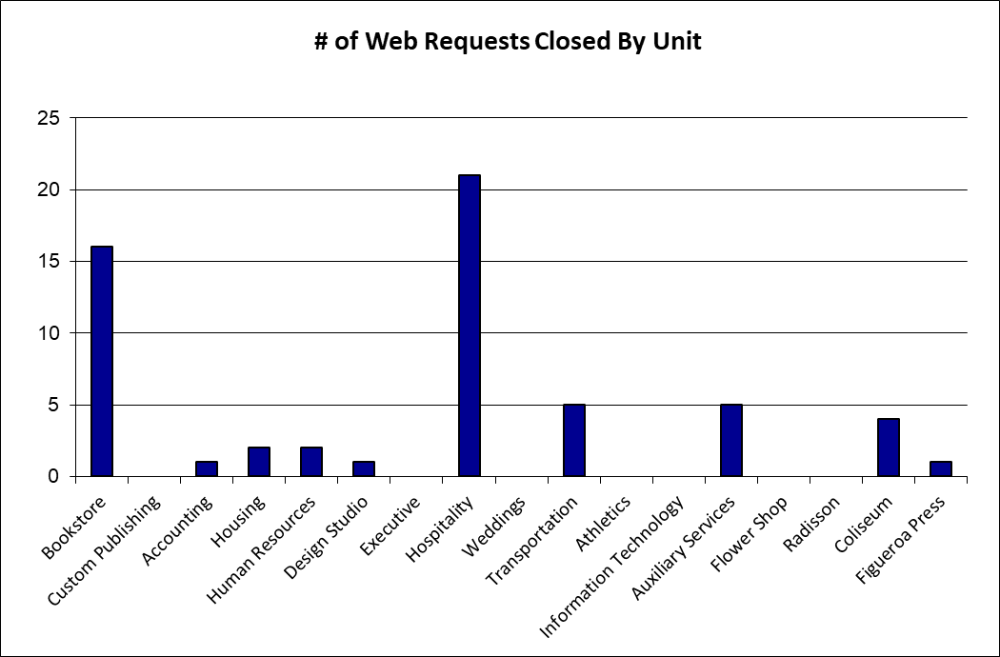 # of Web Requests Closed By Unit
25
20
15
10
5
0
Bookstore
Custom Publishing
Accounting
Housing
Human Resources
Design Studio
Executive
Hospitality
Weddings
Transportation
Athletics
Information Technology
Auxiliary Services
Flower Shop
Radisson
Coliseum
Figueroa Press